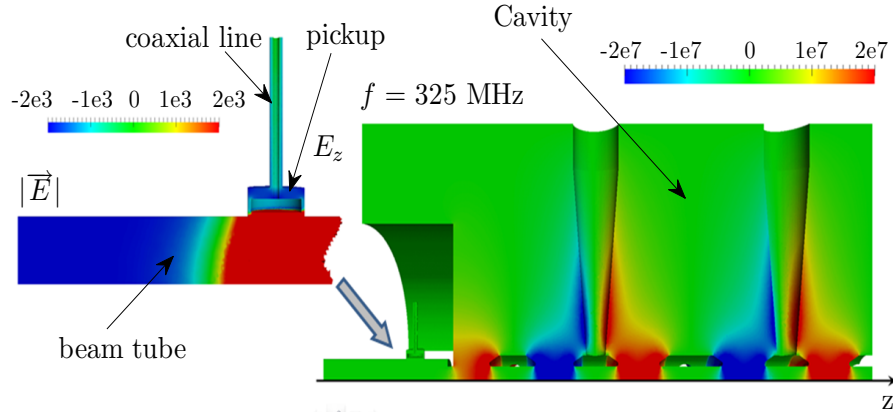 Cavity
coaxial line
pickup
-2e7 -1e7 0 1e7 2e7
-2e3 -1e3 0 1e3 2e3
f = 325 MHz
E_z
|\vec{E}|
beam tube
z